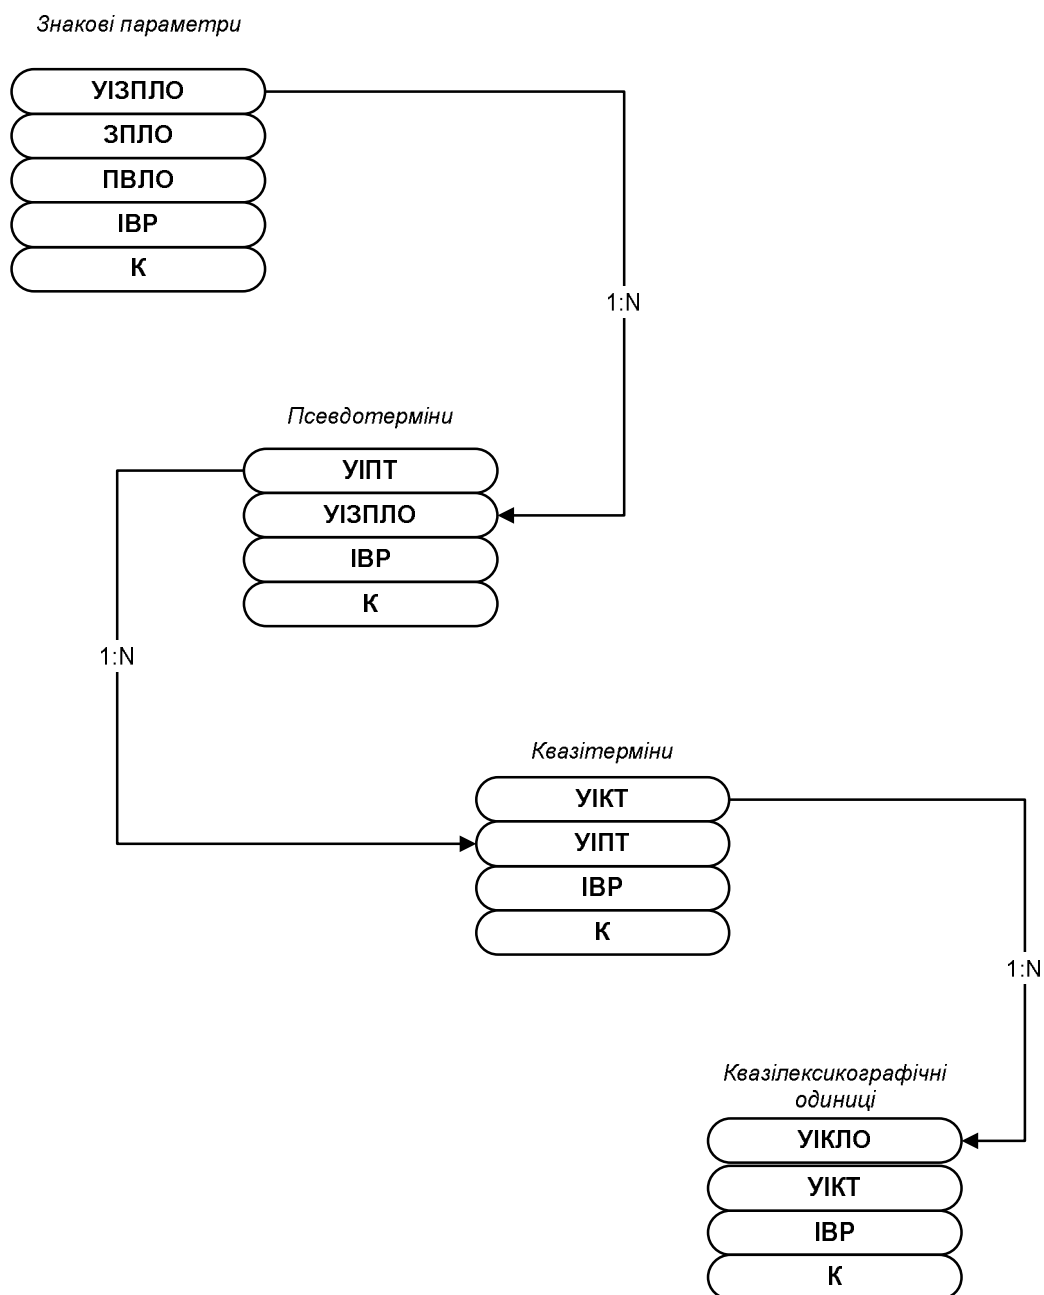 Знакові параметри
УІЗПЛО
ЗПЛО
ПВЛО
ІВР
К
1:N
Псевдотерміни
УІПТ
УІЗПЛО
ІВР
К
1:N
Квазітерміни
УІКТ
УІПТ
ІВР
К
1:N
Квазілексикографічні
одиниці
УІКЛО
УІКТ
ІВР
К